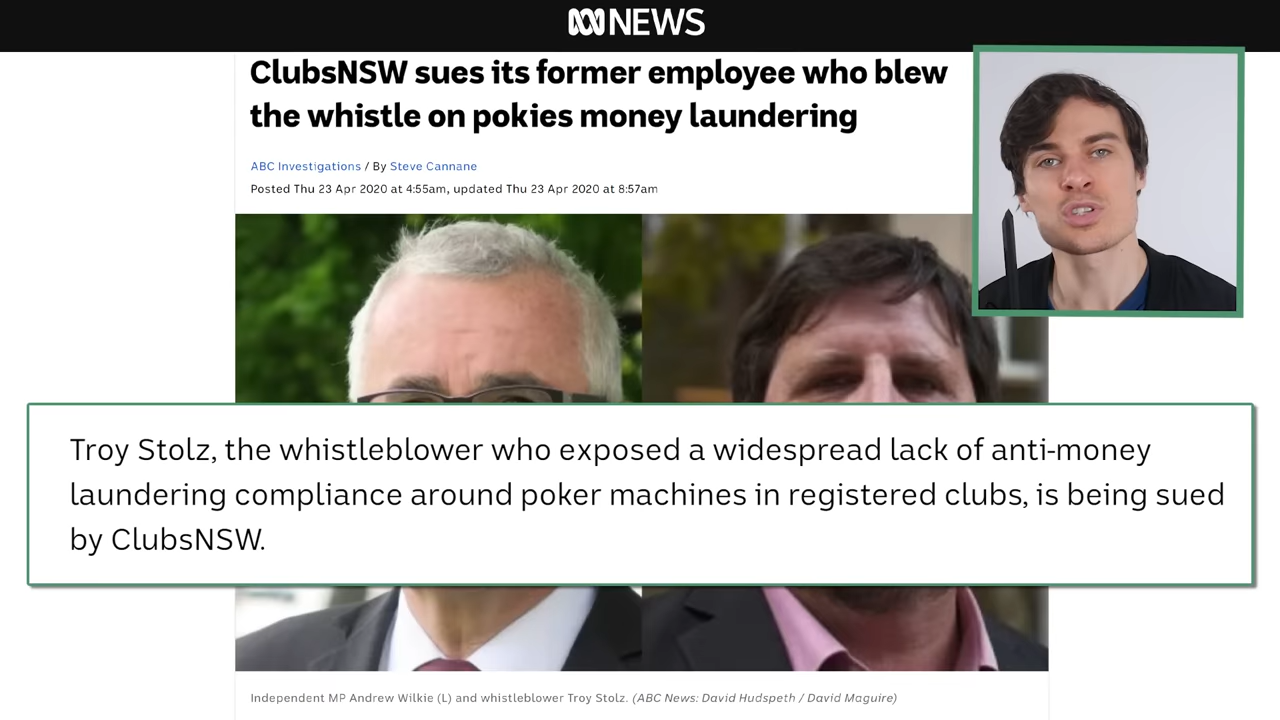 NEWS
ClubsNSW sues its former employee who blew
the whistle on pokies money laundering
ABC Investigations / By Steve Cannane
Posted Thu 23 Apr 2020 at 4:55am, updated Thu 23 Apr 2020 at 8:57am
Troy Stolz, the whistleblower who exposed a widespread lack of anti-money
laundering compliance around poker machines in registered clubs, is being sued
by ClubsNSW.
Independent MP Andrew Wilkie (L) and whistleblower Troy Stolz. (ABC News: David Hudspeth / David Maguire)